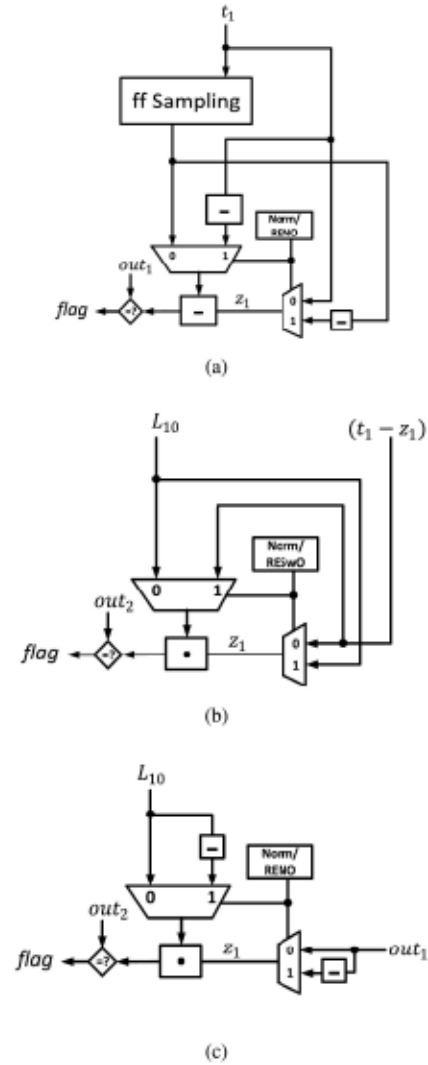 t₁
ff Sampling
−
Norm/
RENO
0 1
out₁
flag =? − z₁ 0
1 −
(a)
L₁₀ (t₁ − z₁)
Norm/
RESwO
0 1
out₂
flag =? • z₁ 0
1
(b)
L₁₀
−
Norm/
RENO
0 1
out₂
flag =? • z₁ 0 out₁
1 −
(c)